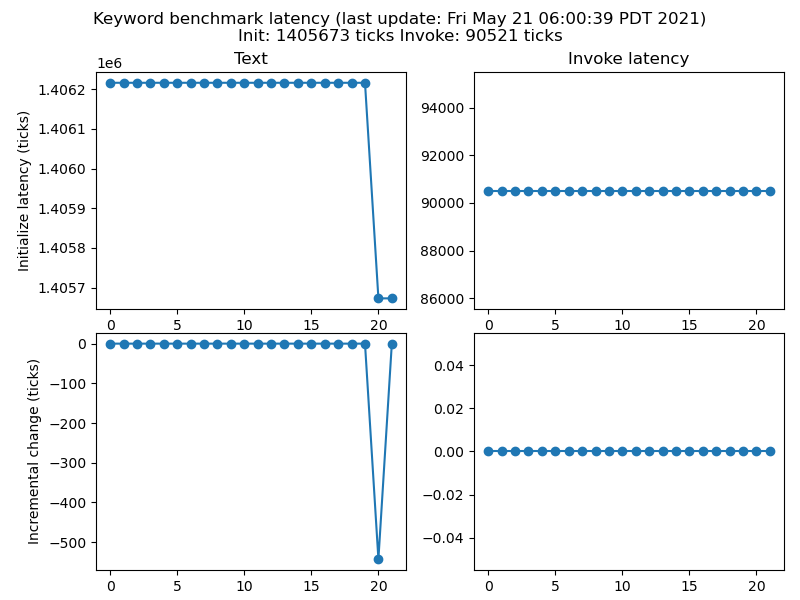 Keyword benchmark latency (last update: Fri May 21 06:00:39 PDT 2021)
Init: 1405673 ticks Invoke: 90521 ticks
Text
1e6
1.4062
1.4061
1.4060
1.4059
1.4058
1.4057
Initialize latency (ticks)
0 5 10 15 20
Invoke latency
94000
92000
90000
88000
86000
0 5 10 15 20
0
−100
−200
−300
−400
−500
Incremental change (ticks)
0 5 10 15 20
0.04
0.02
0.00
−0.02
−0.04
0 5 10 15 20